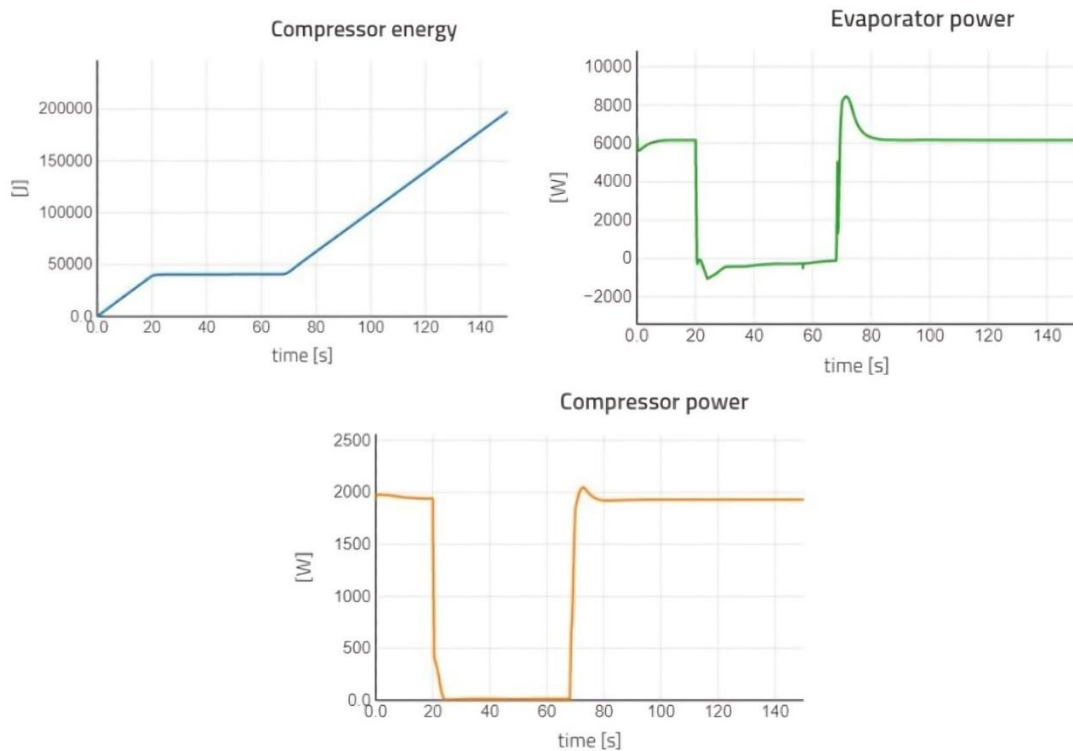 Compressor energy
200000
150000
100000
50000
0.0
[J]
0.0 20 40 60 80 100 120 140
time [s]
Evaporator power
10000
8000
6000
4000
2000
0
−2000
[W]
0.0 20 40 60 80 100 120 140
time [s]
Compressor power
2500
2000
1500
1000
500
0.0
[W]
0.0 20 40 60 80 100 120 140
time [s]